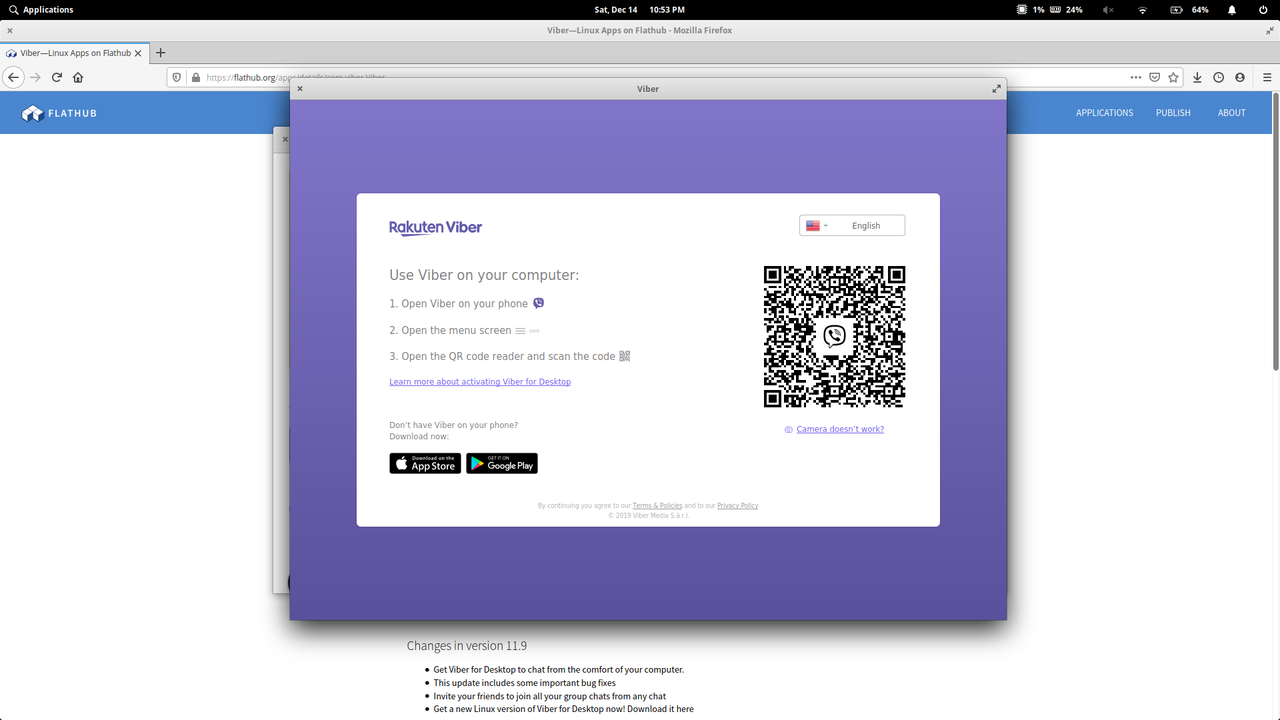 Applications
Sat, Dec 14 10:53 PM
1% 24% 64%
Viber—Linux Apps on Flathub - Mozilla Firefox
Viber—Linux Apps on Flathub
https://flathub.org/apps/details/com.viber.Viber
FLATHUB
APPLICATIONS PUBLISH ABOUT
Viber
Rakuten Viber
English
Use Viber on your computer:
1. Open Viber on your phone
2. Open the menu screen
3. Open the QR code reader and scan the code
Learn more about activating Viber for Desktop
Camera doesn't work?
Don't have Viber on your phone?
Download now:
Download on the
App Store
GET IT ON
Google Play
By continuing you agree to our Terms & Policies and to our Privacy Policy
© 2019 Viber Media S.à r.l.
Changes in version 11.9
Get Viber for Desktop to chat from the comfort of your computer.
This update includes some important bug fixes
Invite your friends to join all your group chats from any chat
Get a new Linux version of Viber for Desktop now! Download it here